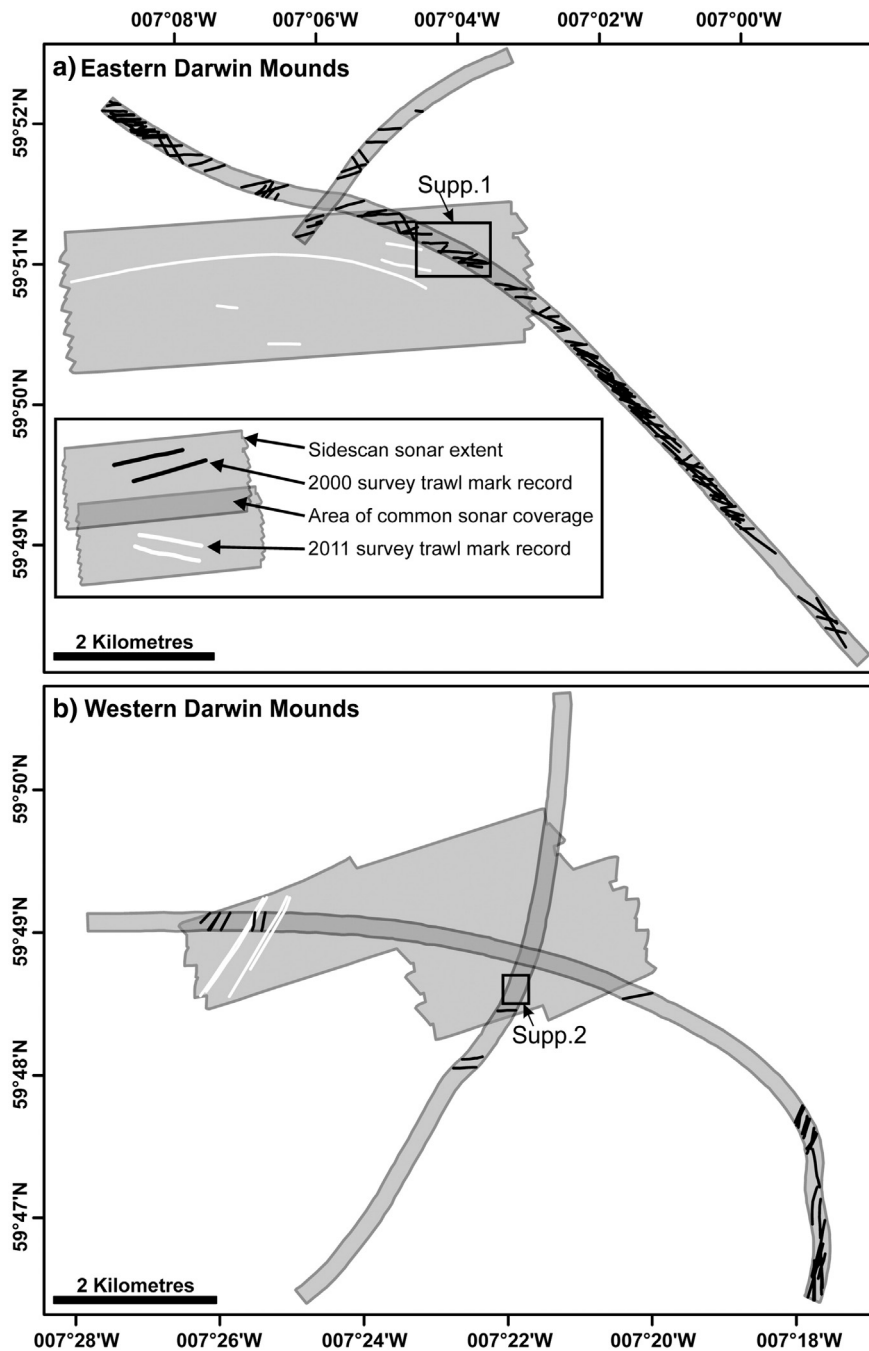 007°08'W 007°06'W 007°04'W 007°02'W 007°00'W
a) Eastern Darwin Mounds
59°52'N
Supp.1
59°51'N
59°50'N
Sidescan sonar extent
2000 survey trawl mark record
Area of common sonar coverage
2011 survey trawl mark record
59°49'N
2 Kilometres
b) Western Darwin Mounds
59°50'N
59°49'N
Supp.2
59°48'N
59°47'N
2 Kilometres
007°28'W 007°26'W 007°24'W 007°22'W 007°20'W 007°18'W